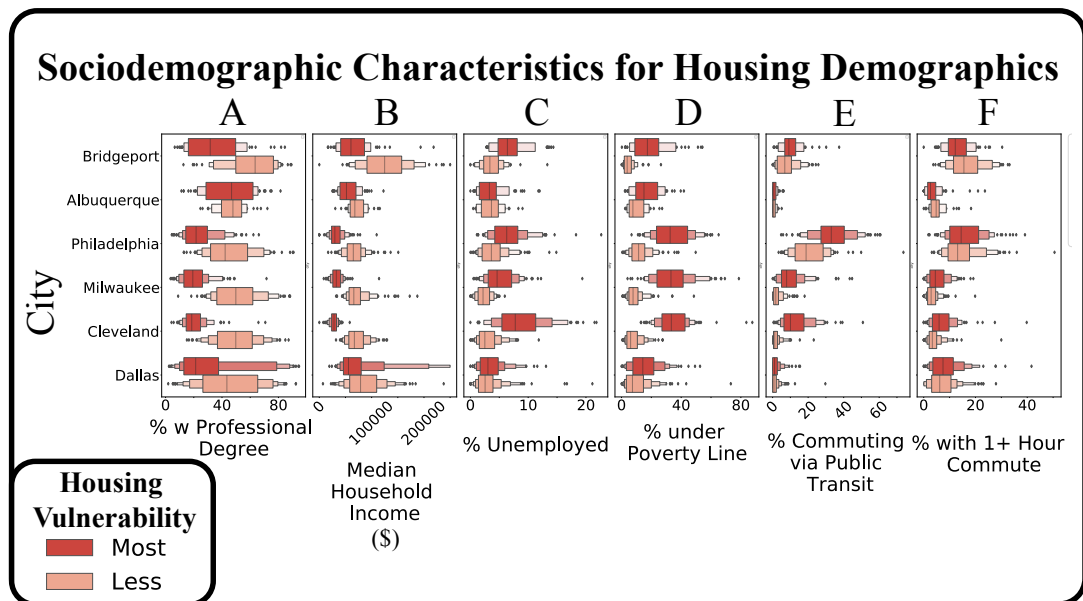 Sociodemographic Characteristics for Housing Demographics
A B C D E F
City
Bridgeport
Albuquerque
Philadelphia
Milwaukee
Cleveland
Dallas
0 40 80
% w Professional
Degree
0 100000 200000
Median
Household
Income
($)
0 10 20
% Unemployed
0 40 80
% under
Poverty Line
0 20 40 60
% Commuting
via Public
Transit
0 20 40
% with 1+ Hour
Commute
Housing
Vulnerability
Most
Less